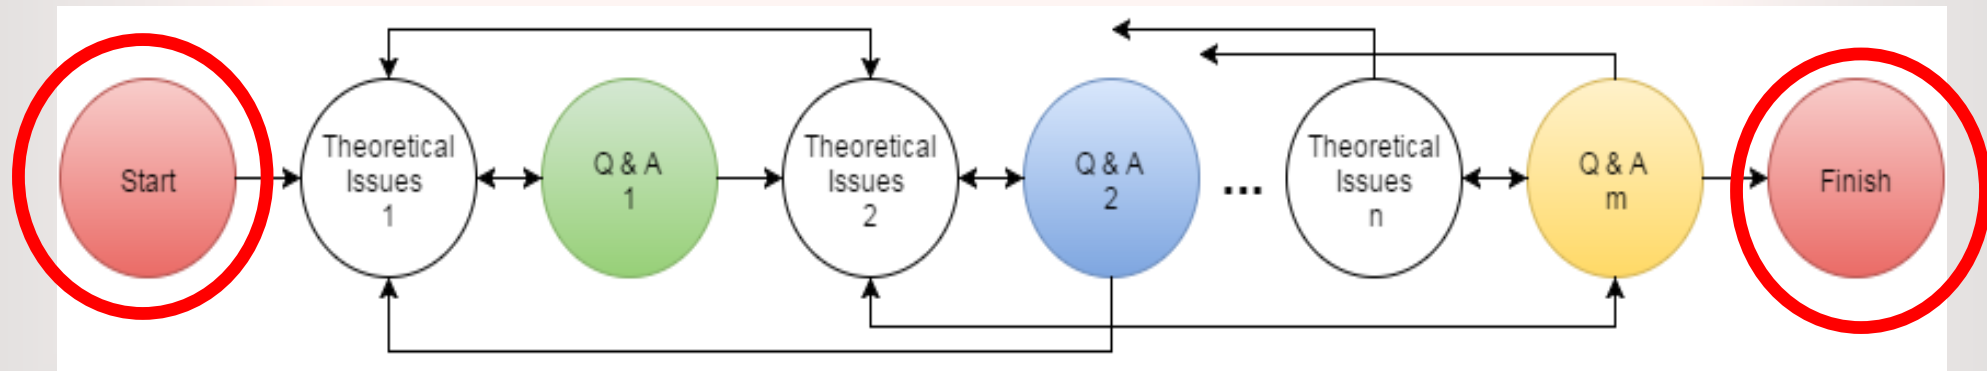 Start
Theoretical
Issues
1
Q & A
1
Theoretical
Issues
2
Q & A
2
...
Theoretical
Issues
n
Q & A
m
Finish